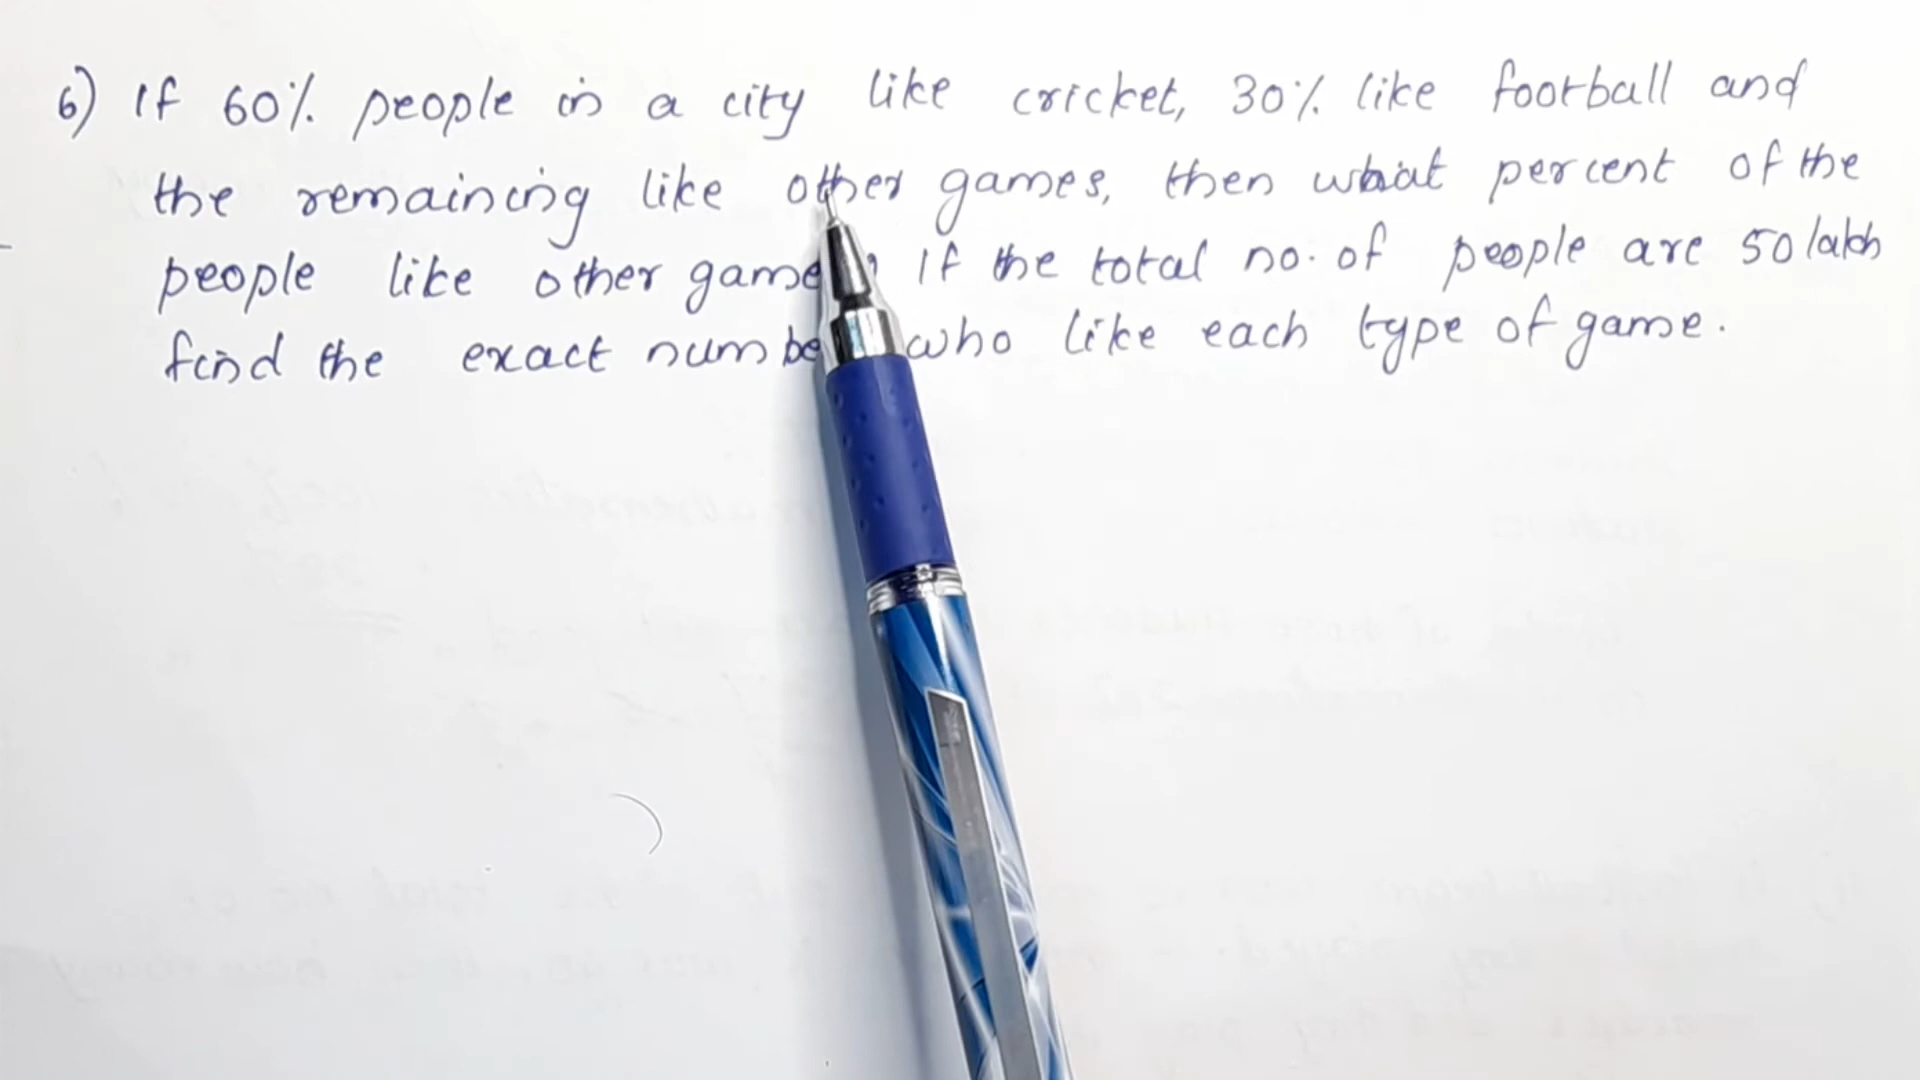 6) If 60% people in a city like cricket, 30% like football and
the remaining like other games, then what percent of the
people like other game If the total no. of people are 50 lakh
find the exact numbe who like each type of game.